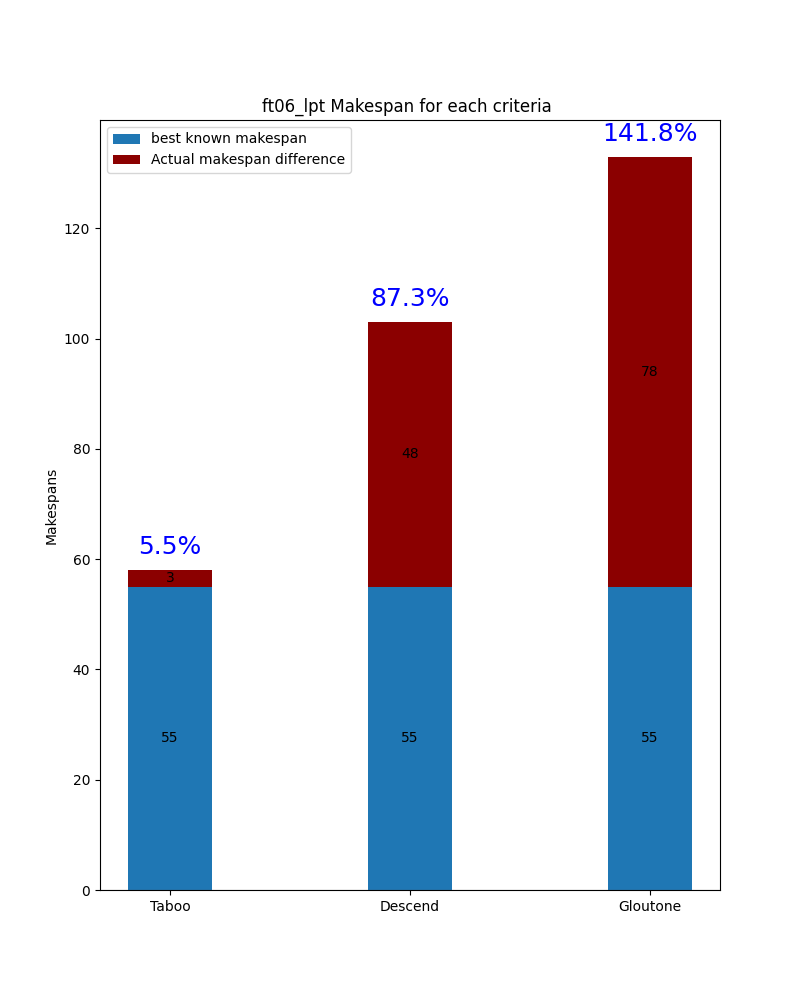 ft06_lpt Makespan for each criteria
best known makespan
Actual makespan difference
141.8%
87.3%
5.5%
78
48
3
55
55
55
Makespans
120
100
80
60
40
20
0
Taboo
Descend
Gloutone